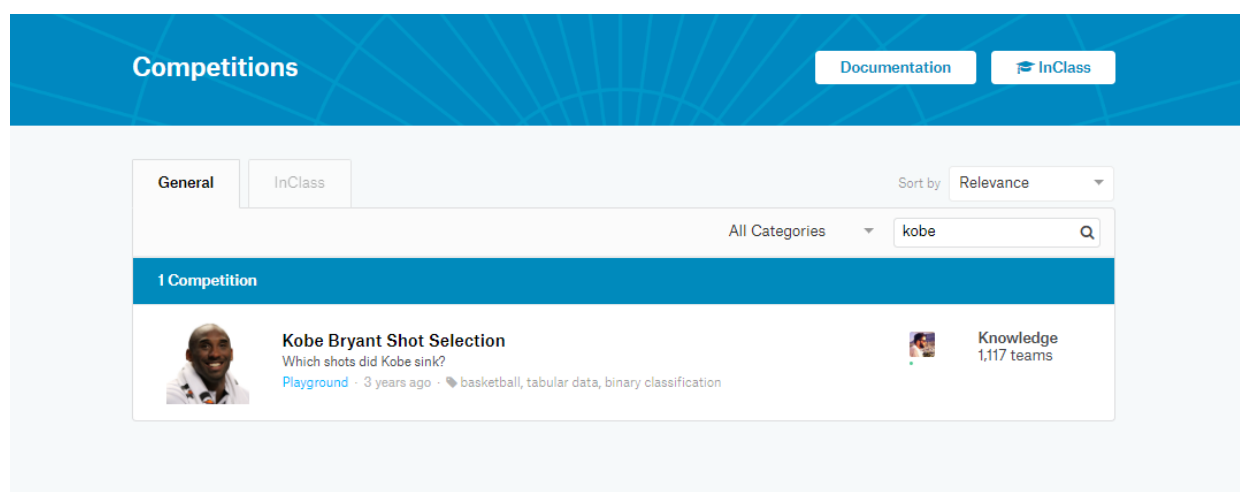 Competitions
Documentation
InClass
General
InClass
Sort by
Relevance
All Categories
kobe
1 Competition
Kobe Bryant Shot Selection
Knowledge
Which shots did Kobe sink?
1,117 teams
Playground · 3 years ago · basketball, tabular data, binary classification